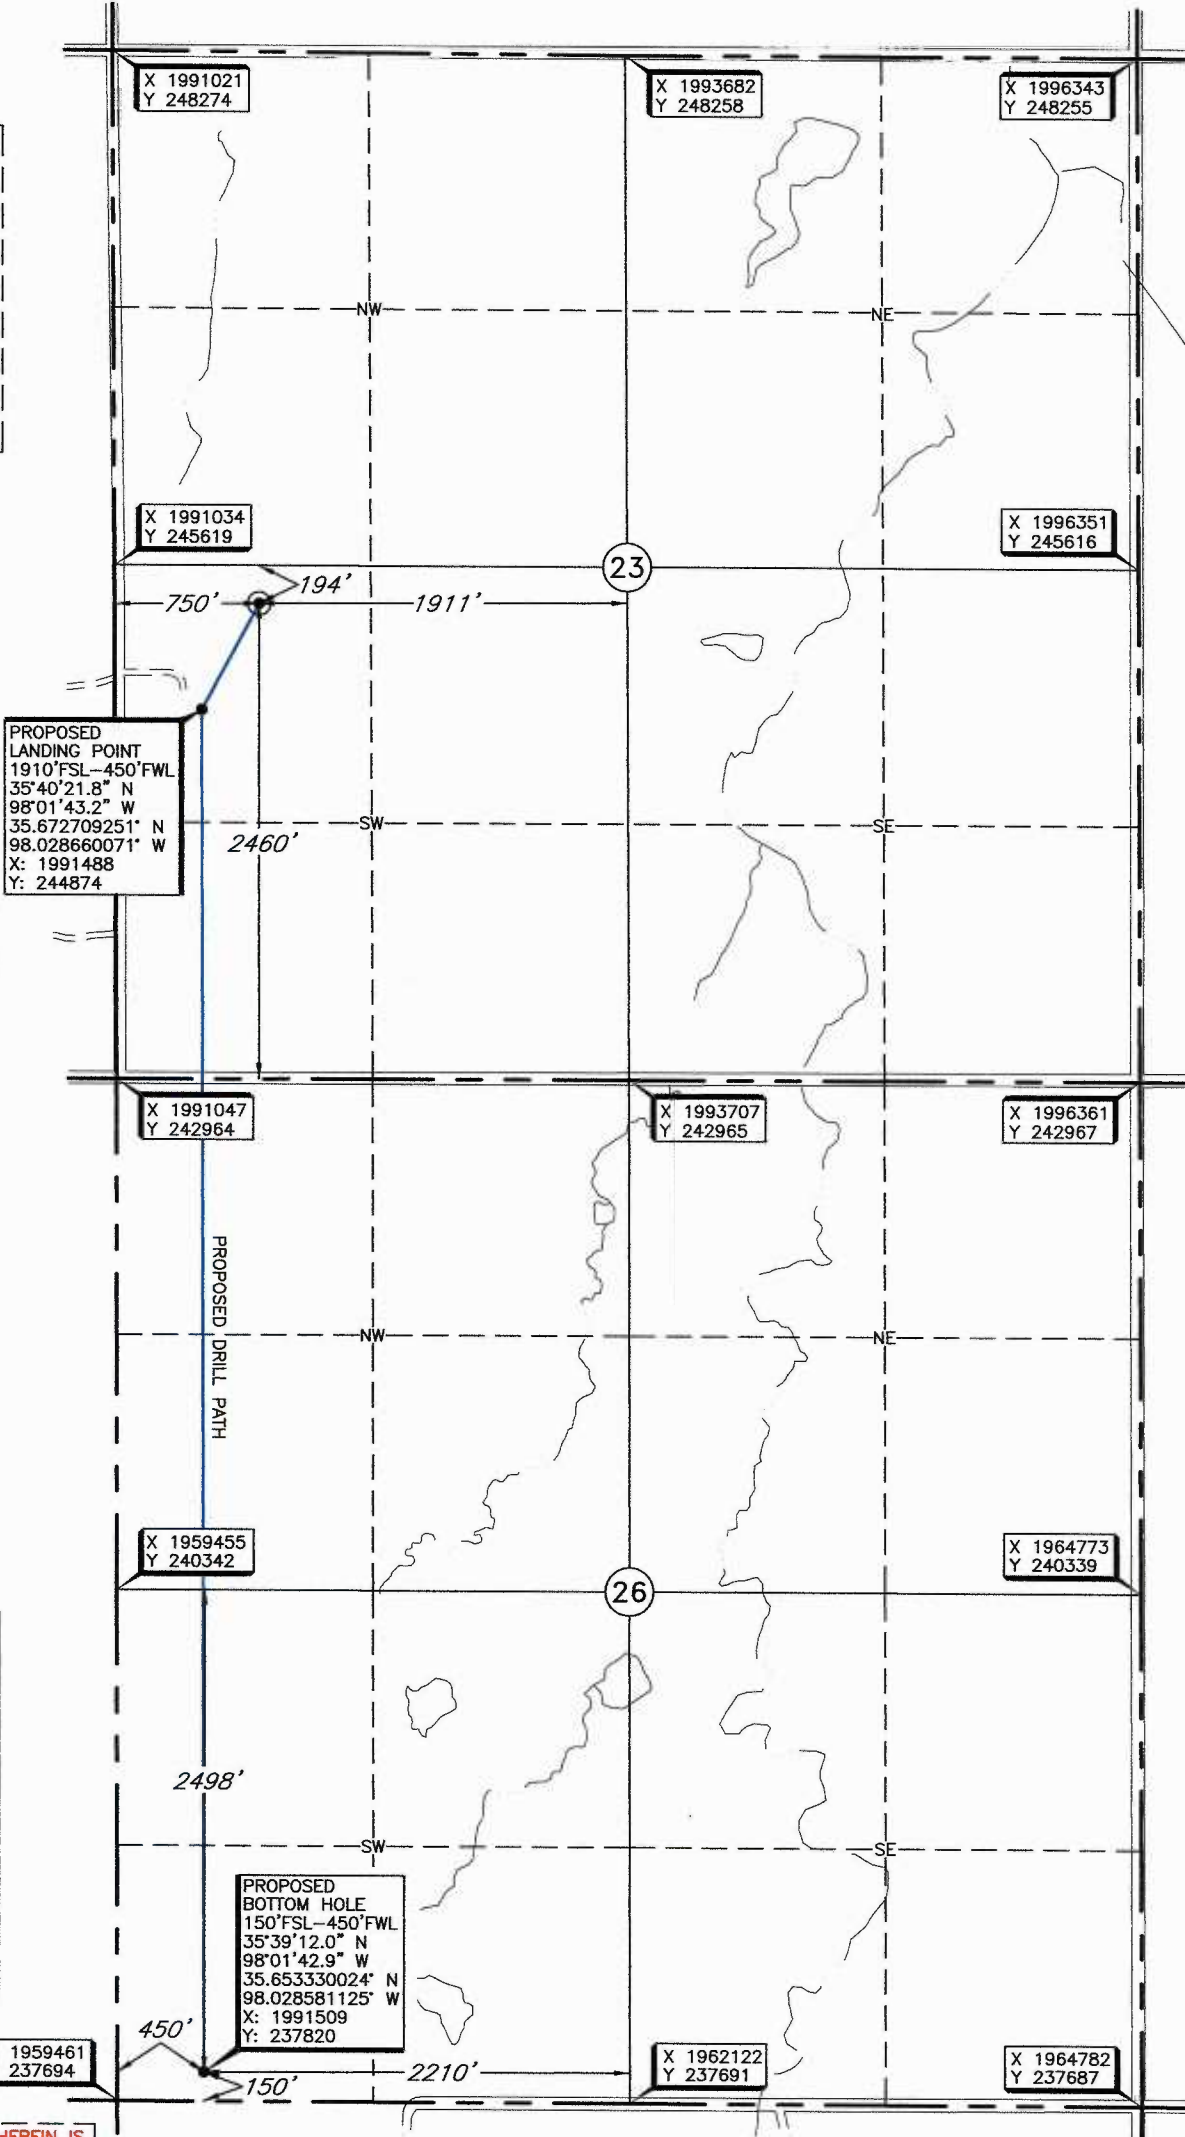 X 1991021
Y 248274
X 1993682
Y 248258
X 1996343
Y 248255
NW
NE
X 1991034
Y 245619
X 1996351
Y 245616
23
194'
750'
1911'
PROPOSED
LANDING POINT
1910'FSL-450'FWL
35°40'21.8" N
98°01'43.2" W
35.672709251° N
98.028660071° W
X: 1991488
Y: 244874
SW
SE
2460'
X 1991047
Y 242964
X 1993707
Y 242965
X 1996361
Y 242967
PROPOSED DRILL PATH
NW
NE
X 1959455
Y 240342
X 1964773
Y 240339
26
2498'
SW
SE
PROPOSED
BOTTOM HOLE
150'FSL-450'FWL
35°39'12.0" N
98°01'42.9" W
35.653330024° N
98.028581125° W
X: 1991509
Y: 237820
450'
1959461
237694
2210'
150'
X 1962122
Y 237691
X 1964782
Y 237687
HEREIN IS